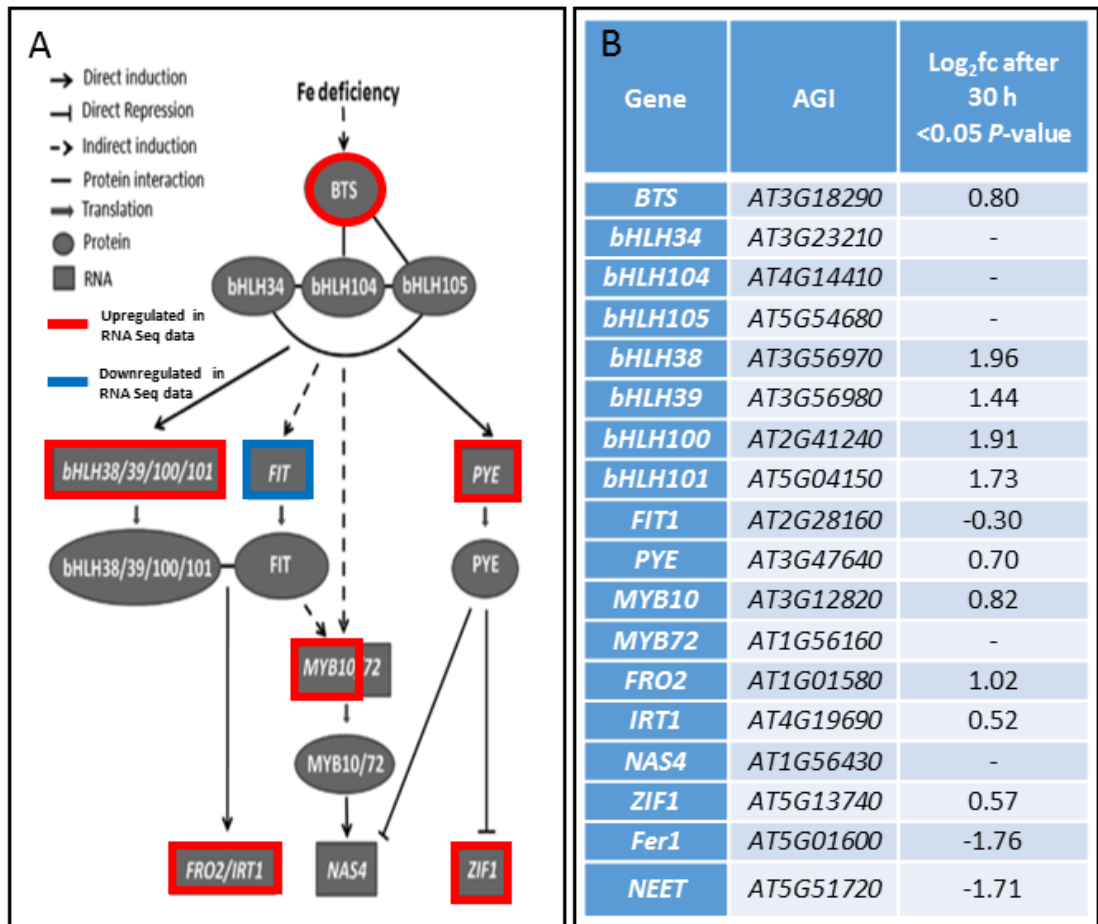 A
Direct induction
Direct Repression
Indirect induction
Protein interaction
Translation
Protein
RNA
Upregulated in
RNA Seq data
Downregulated in
RNA Seq data
Fe deficiency
BTS
bHLH34
bHLH104
bHLH105
bHLH38/39/100/101
FIT
PYE
bHLH38/39/100/101
FIT
PYE
MYB10/72
MYB10/72
FRO2/IRT1
NAS4
ZIF1
B
Gene AGI Log2fc after
30 h
<0.05 P-value
BTS AT3G18290 0.80
bHLH34 AT3G23210 -
bHLH104 AT4G14410 -
bHLH105 AT5G54680 -
bHLH38 AT3G56970 1.96
bHLH39 AT3G56980 1.44
bHLH100 AT2G41240 1.91
bHLH101 AT5G04150 1.73
FIT1 AT2G28160 -0.30
PYE AT3G47640 0.70
MYB10 AT3G12820 0.82
MYB72 AT1G56160 -
FRO2 AT1G01580 1.02
IRT1 AT4G19690 0.52
NAS4 AT1G56430 -
ZIF1 AT5G13740 0.57
Fer1 AT5G01600 -1.76
NEET AT5G51720 -1.71